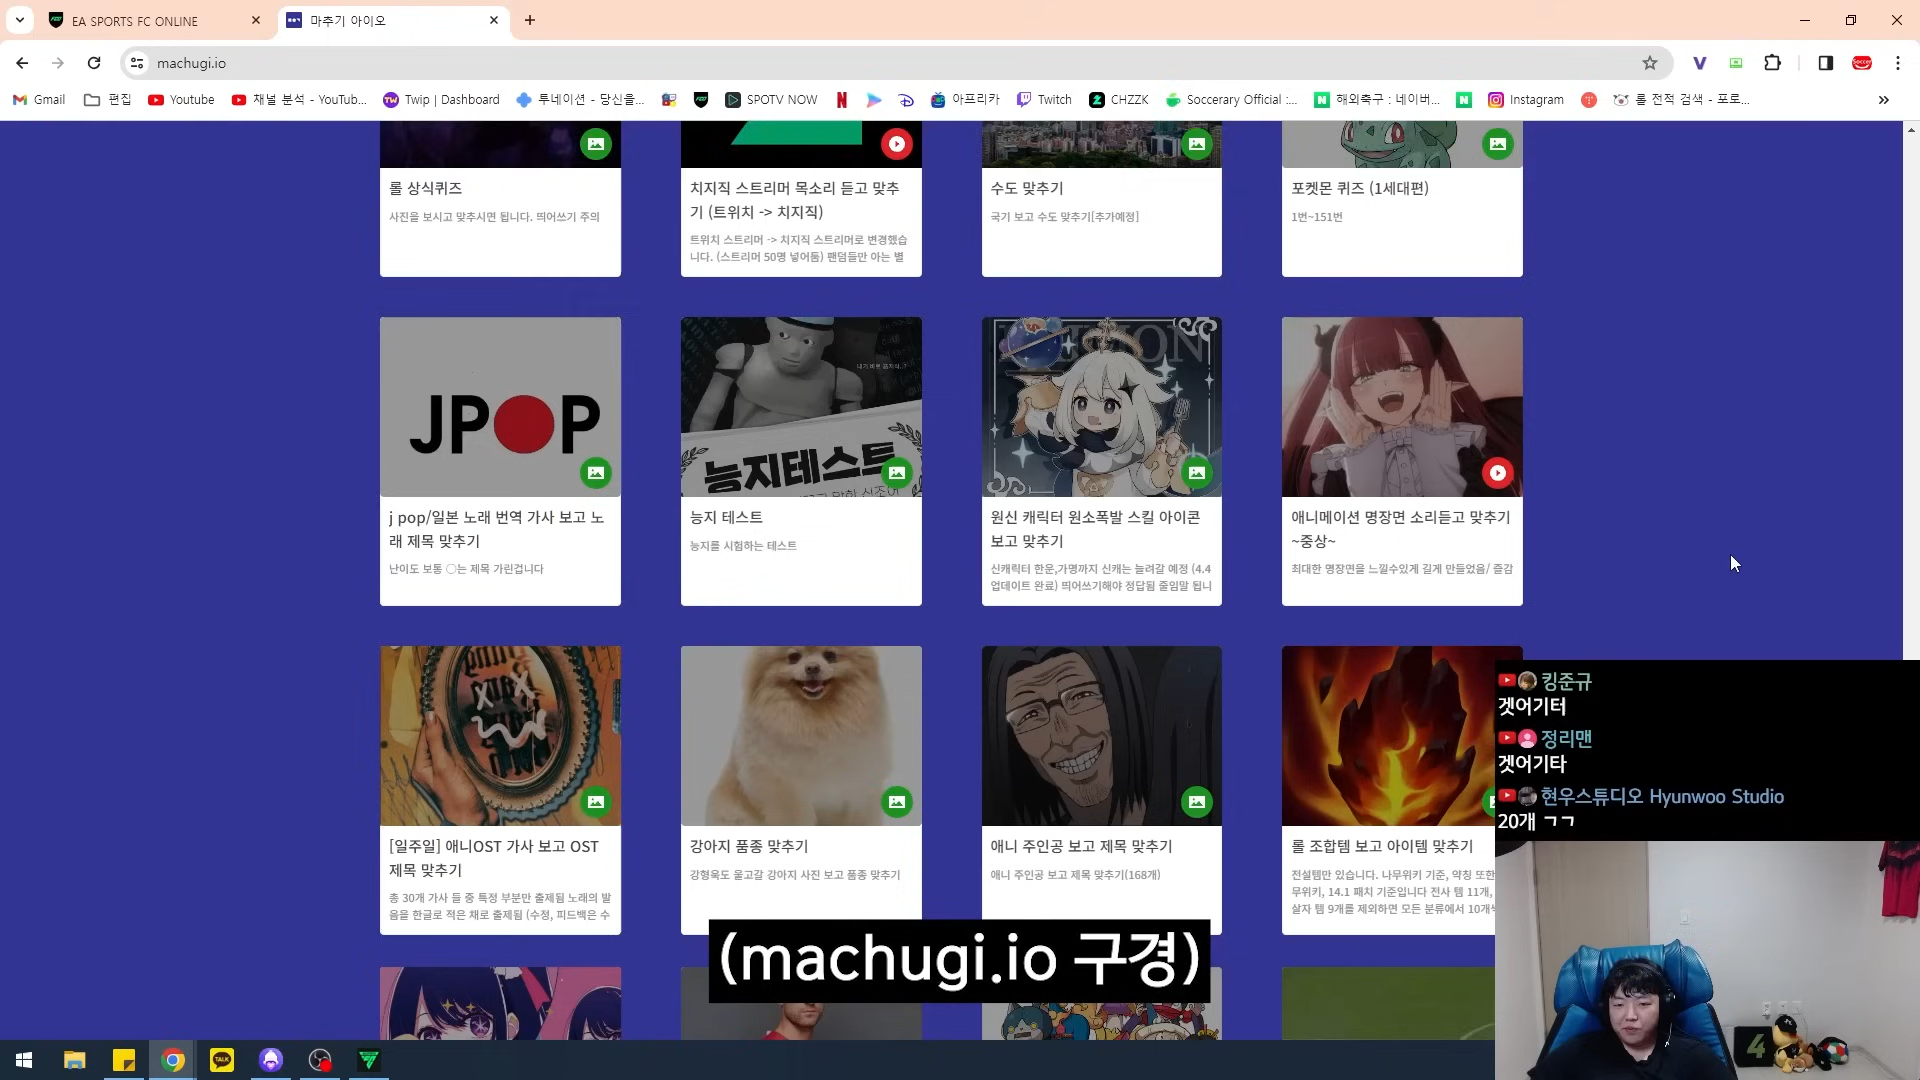 EA SPORTS FC ONLINE
마추기 아이오
machugi.io
Gmail
편집
Youtube
채널 분석 - YouTub...
Twip | Dashboard
투네이션 - 당신을...
SPOTV NOW
아프리카
Twitch
CHZZK
Soccerary Official :...
해외축구 : 네이버...
Instagram
롤 전적 검색 - 포로...
롤 상식퀴즈
사진을 보시고 맞추시면 됩니다. 띄어쓰기 주의
치지직 스트리머 목소리 듣고 맞추
기 (트위치 -> 치지직)
트위치 스트리머 -> 치지직 스트리머로 변경했습
니다. (스트리머 50명 넣어둠) 팬덤들만 아는 별
수도 맞추기
국기 보고 수도 맞추기[추가예정]
포켓몬 퀴즈 (1세대편)
1번~151번
JPOP
j pop/일본 노래 번역 가사 보고 노
래 제목 맞추기
난이도 보통 〇는 제목 가린겁니다
능지테스트
능지 테스트
능지를 시험하는 테스트
원신 캐릭터 원소폭발 스킬 아이콘
보고 맞추기
신캐릭터 한운,가명까지 신캐는 늘려갈 예정 (4.4
업데이트 완료) 띄어쓰기해야 정답됨 줄임말 됩니
애니메이션 명장면 소리듣고 맞추기
~중상~
최대한 명장면을 느낄수있게 길게 만들었음/ 즐감
[일주일] 애니OST 가사 보고 OST
제목 맞추기
총 30개 가사 들 중 특정 부분만 출제됨 노래의 발
음을 한글로 적은 채로 출제됨 (수정, 피드백은 수
강아지 품종 맞추기
강형욱도 울고갈 강아지 사진 보고 품종 맞추기
애니 주인공 보고 제목 맞추기
애니 주인공 보고 제목 맞추기(168개)
롤 조합템 보고 아이템 맞추기
전설템만 있습니다. 나무위키 기준, 약칭 또한
무위키, 14.1 패치 기준입니다 전사 템 11개,
살자 템 9개를 제외하면 모든 분류에서 10개씩
킹준규
겟어기터
정리맨
겟어기타
현우스튜디오 Hyunwoo Studio
20개 ㄱㄱ
(machugi.io 구경)
TALK
4